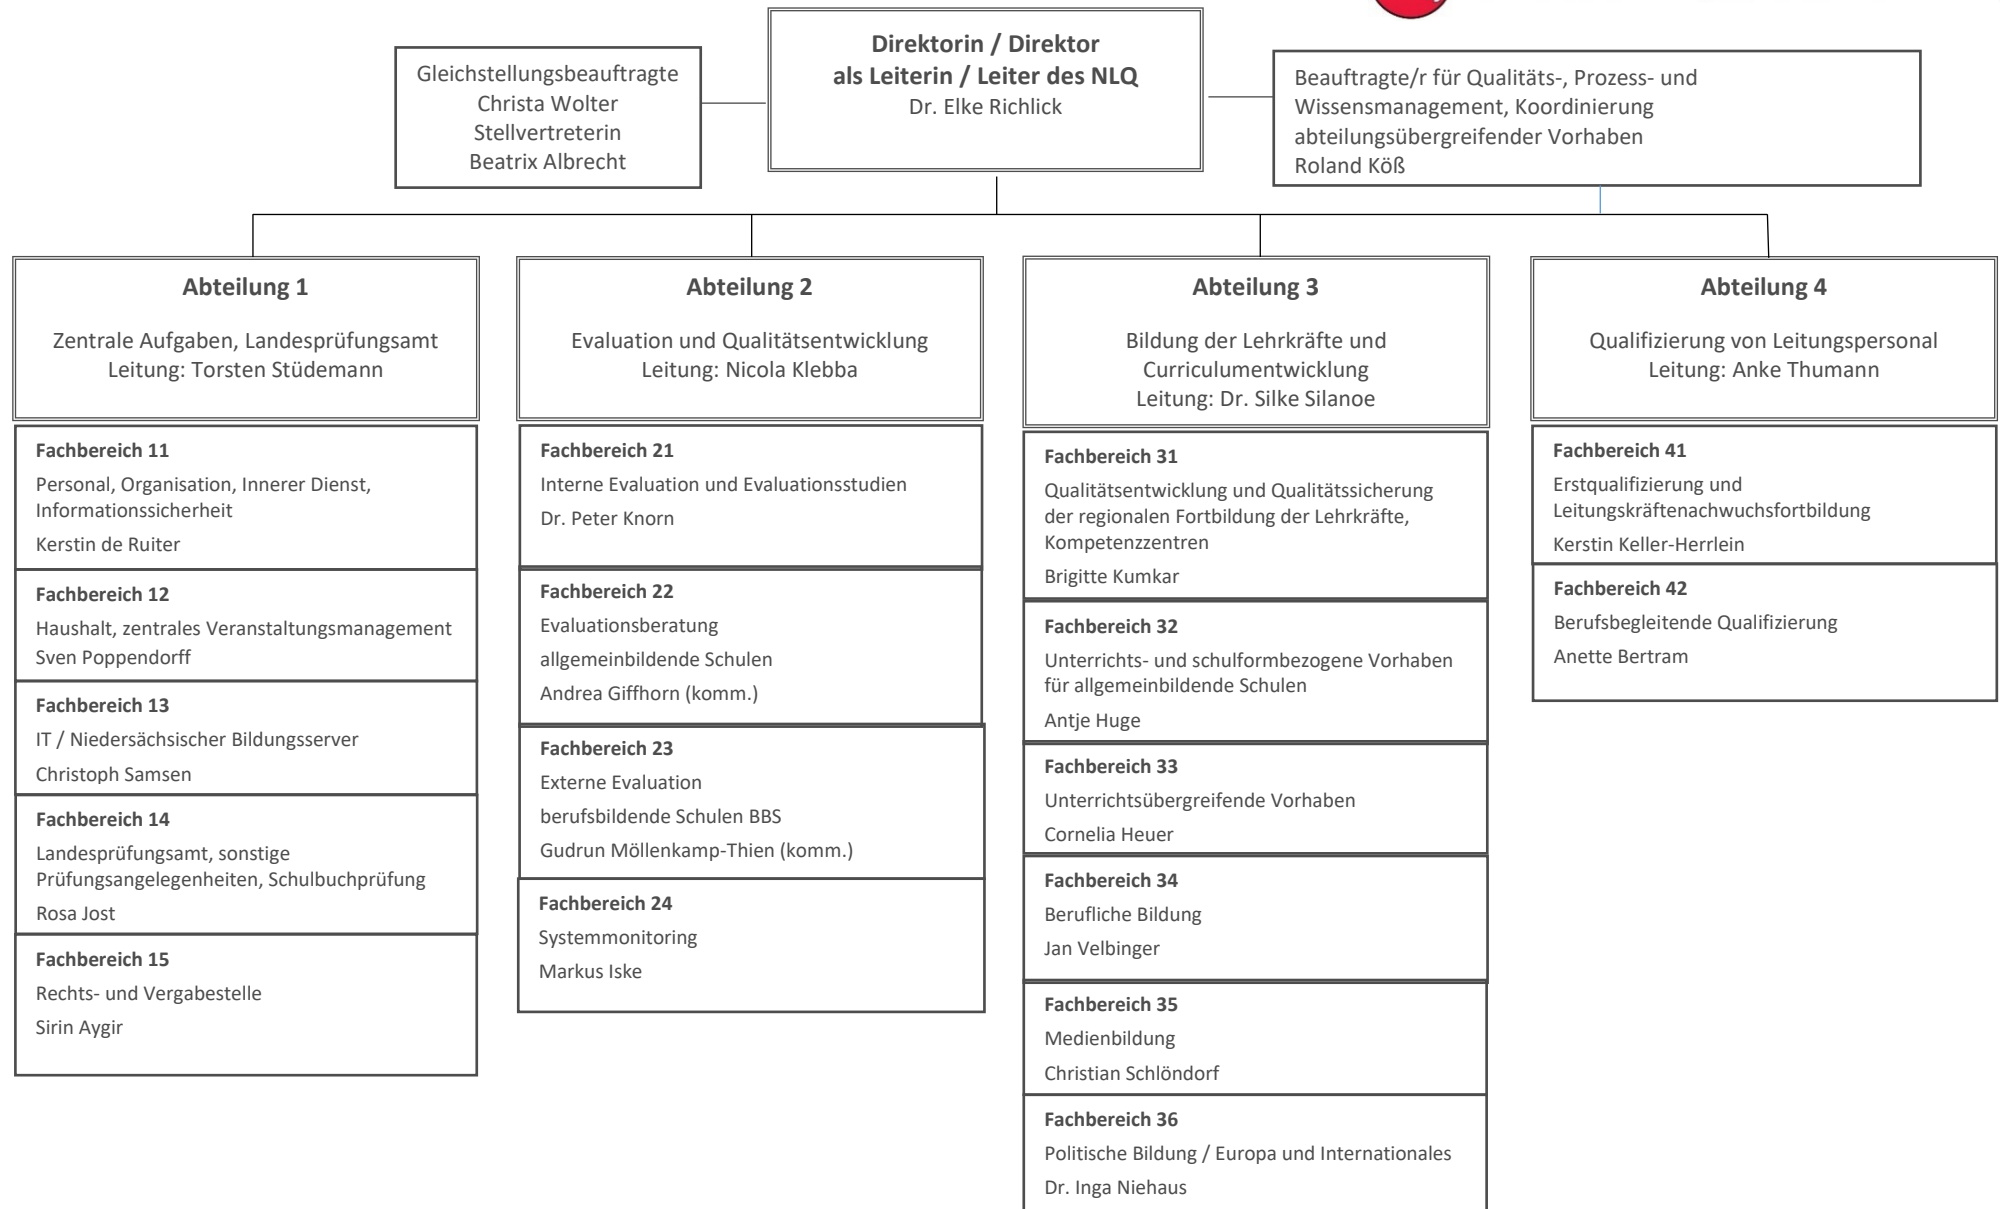 Direktorin / Direktor
als Leiterin / Leiter des NLQ
Dr. Elke Richlick
Gleichstellungsbeauftragte
Christa Wolter
Stellvertreterin
Beatrix Albrecht
Beauftragte/r für Qualitäts-, Prozess- und
Wissensmanagement, Koordinierung
abteilungsübergreifender Vorhaben
Roland Köß
Abteilung 1
Zentrale Aufgaben, Landesprüfungsamt
Leitung: Torsten Stüdemann
Fachbereich 11
Personal, Organisation, Innerer Dienst,
Informationssicherheit
Kerstin de Ruiter
Fachbereich 12
Haushalt, zentrales Veranstaltungsmanagement
Sven Poppendorff
Fachbereich 13
IT / Niedersächsischer Bildungsserver
Christoph Samsen
Fachbereich 14
Landesprüfungsamt, sonstige
Prüfungsangelegenheiten, Schulbuchprüfung
Rosa Jost
Fachbereich 15
Rechts- und Vergabestelle
Sirin Aygir
Abteilung 2
Evaluation und Qualitätsentwicklung
Leitung: Nicola Klebba
Fachbereich 21
Interne Evaluation und Evaluationsstudien
Dr. Peter Knorn
Fachbereich 22
Evaluationsberatung
allgemeinbildende Schulen
Andrea Giffhorn (komm.)
Fachbereich 23
Externe Evaluation
berufsbildende Schulen BBS
Gudrun Möllenkamp-Thien (komm.)
Fachbereich 24
Systemmonitoring
Markus Iske
Abteilung 3
Bildung der Lehrkräfte und
Curriculumentwicklung
Leitung: Dr. Silke Silanoe
Fachbereich 31
Qualitätsentwicklung und Qualitätssicherung
der regionalen Fortbildung der Lehrkräfte,
Kompetenzzentren
Brigitte Kumkar
Fachbereich 32
Unterrichts- und schulformbezogene Vorhaben
für allgemeinbildende Schulen
Antje Huge
Fachbereich 33
Unterrichtsübergreifende Vorhaben
Cornelia Heuer
Fachbereich 34
Berufliche Bildung
Jan Velbinger
Fachbereich 35
Medienbildung
Christian Schlöndorf
Fachbereich 36
Politische Bildung / Europa und Internationales
Dr. Inga Niehaus
Abteilung 4
Qualifizierung von Leitungspersonal
Leitung: Anke Thumann
Fachbereich 41
Erstqualifizierung und
Leitungskräftenachwuchsfortbildung
Kerstin Keller-Herrlein
Fachbereich 42
Berufsbegleitende Qualifizierung
Anette Bertram